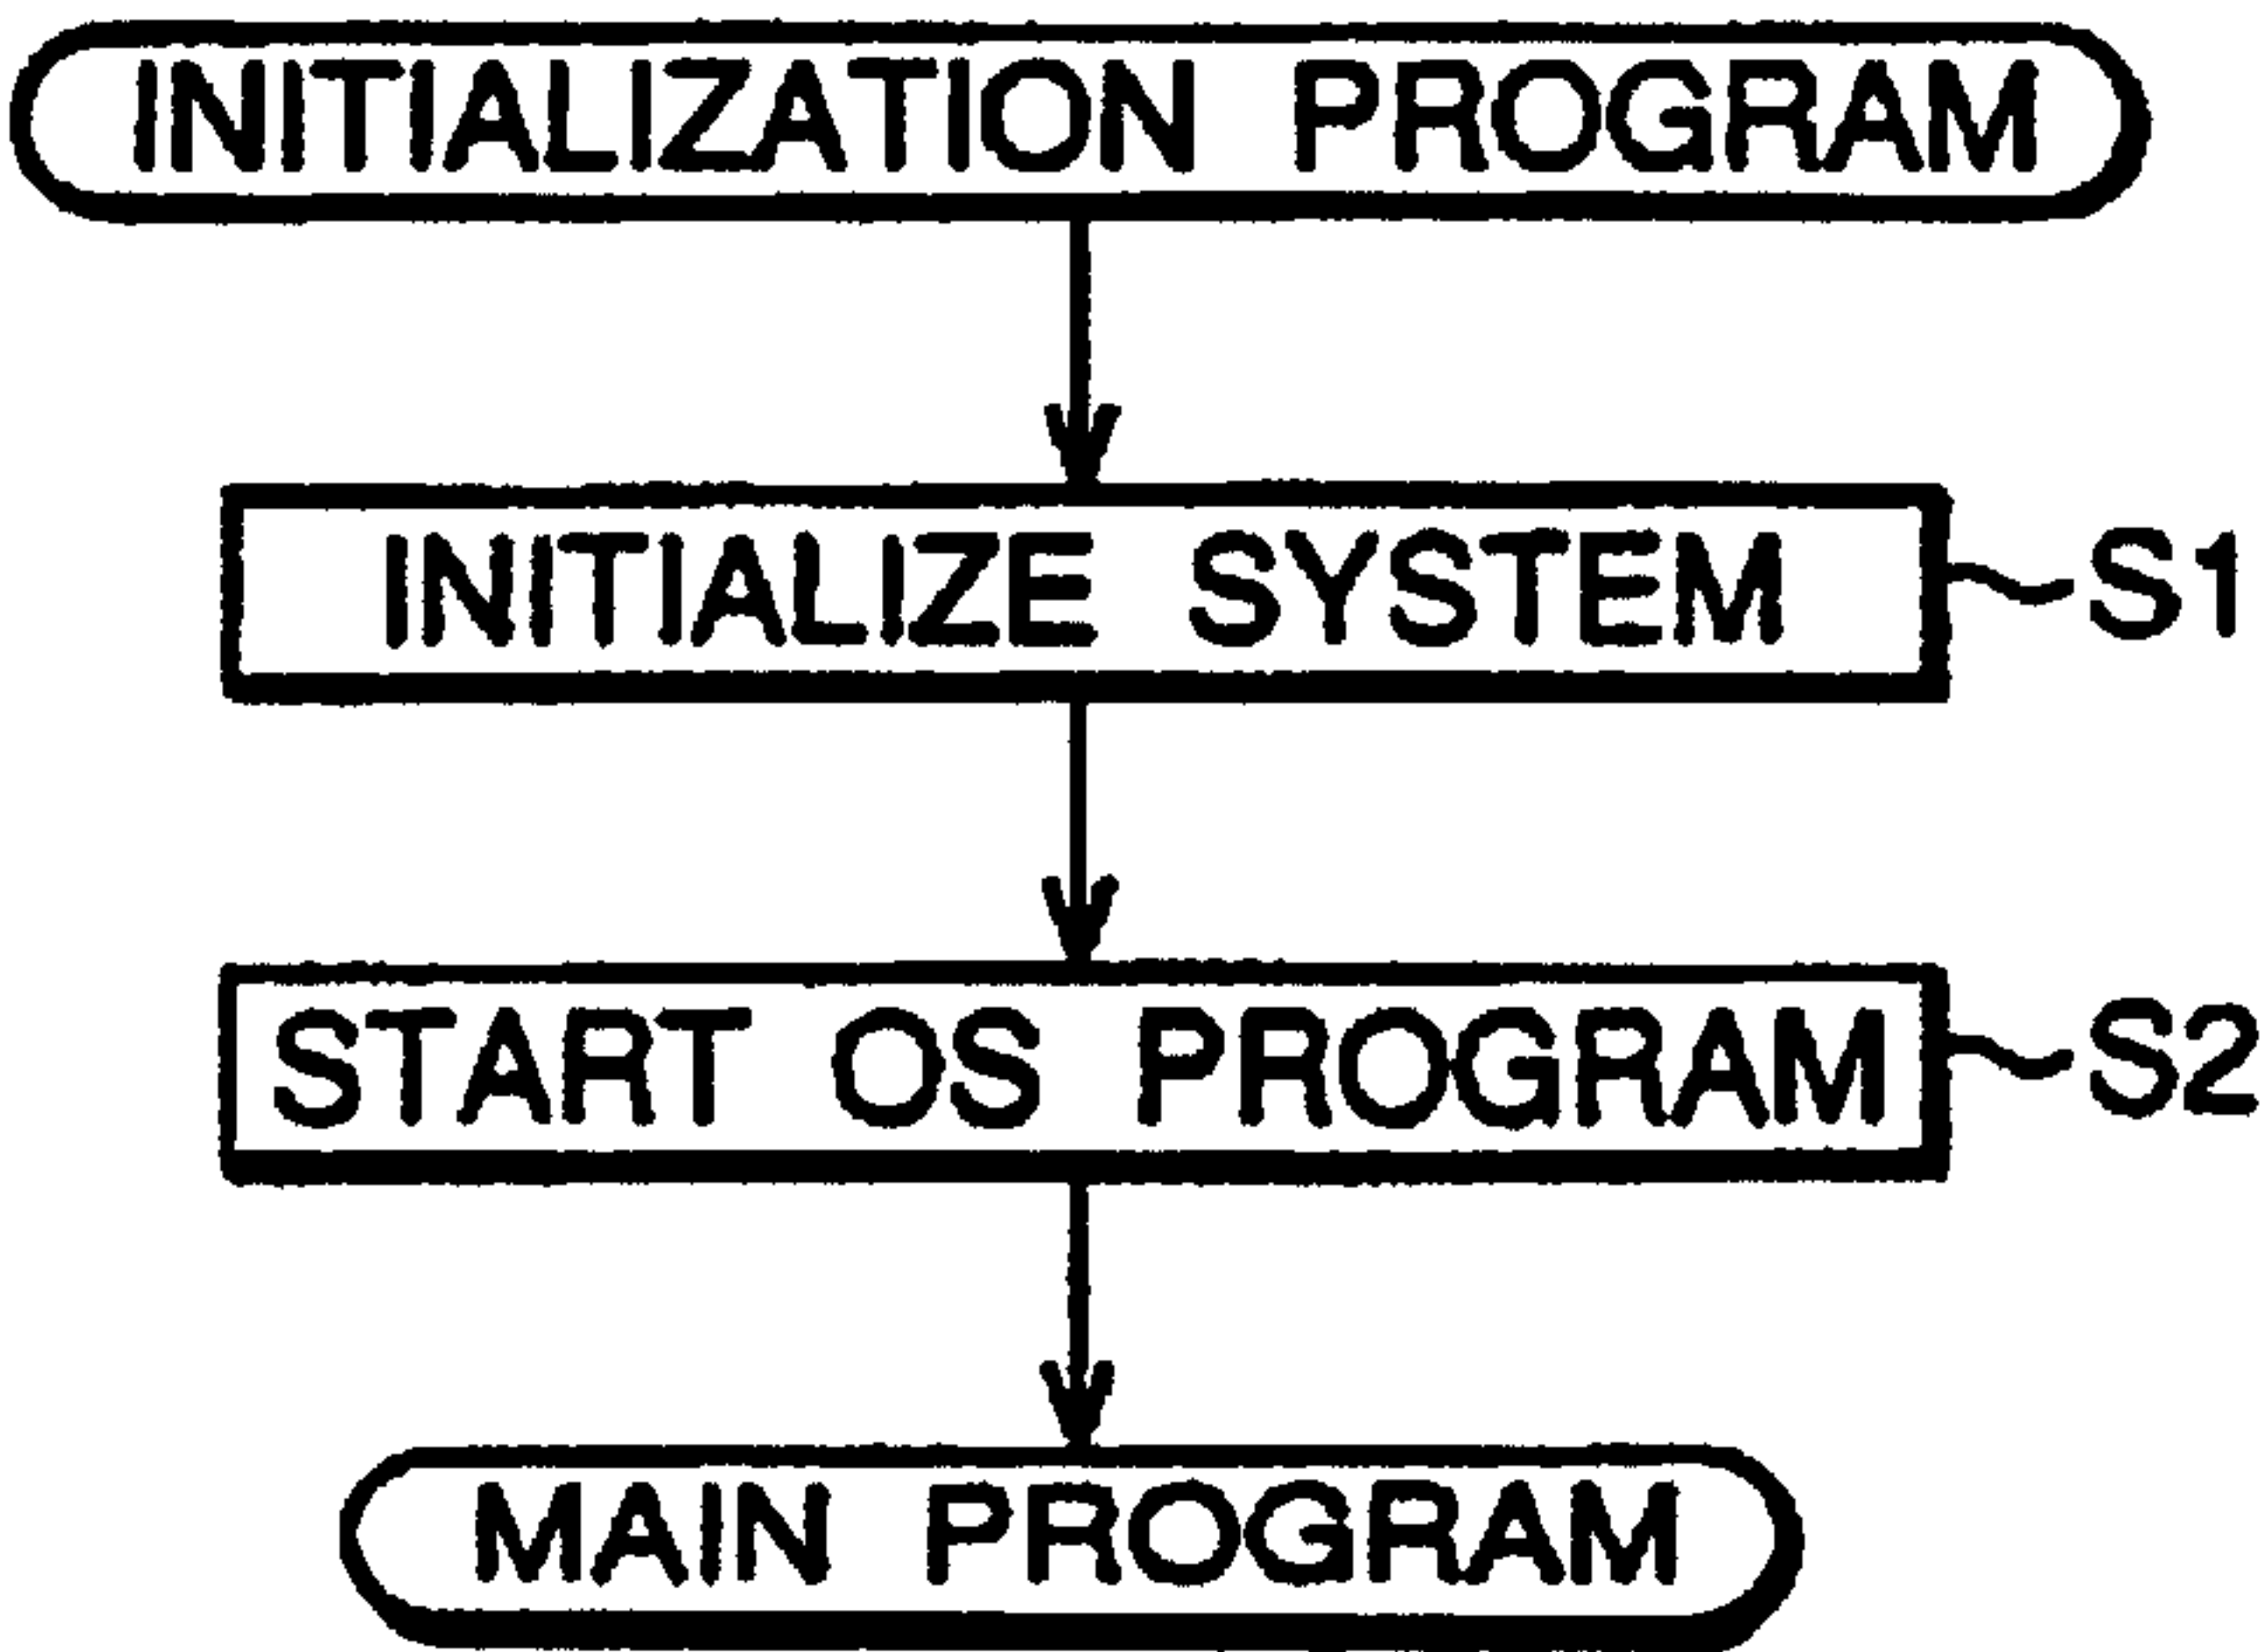 INITIALIZATION PROGRAM
INITIALIZE SYSTEM S1
START OS PROGRAM S2
MAIN PROGRAM